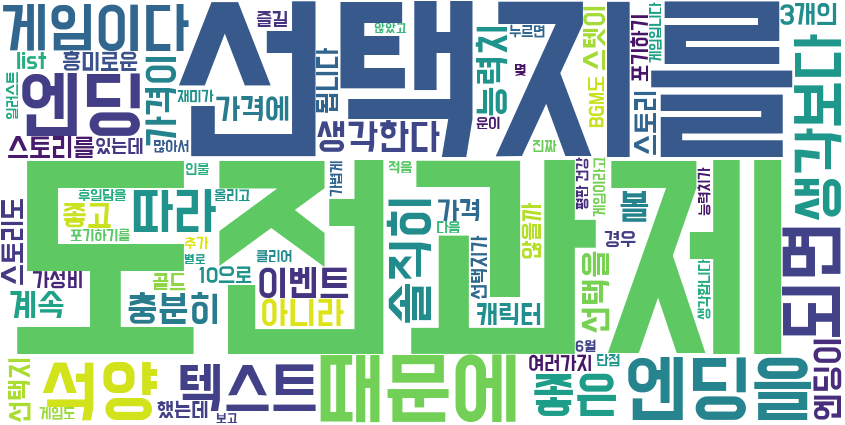 게임이다
선택지를
즐길
않았고
누르면
3개의
list
흥미로운
됩니다
능력치
몇
스탯이
포기하기
게임입니다
일러스트
엔딩
가격이
재미가
가격에
BGM도
스토리
생각보다
스토리를
있는데
많아서
생각한다
운이
진짜
도전과제
인물
가볍게
적음
평판
건강
게임이라고
능력치가
스토리도
후일담을
올리고
좋고
따라
솔직히
가격
다음
않을까
볼
포기하기를
추가
별로
클리어
경우
가성비
골드
10으로
이벤트
선택지가
선택을
생각합니다
되면
계속
충분히
아니라
캐릭터
6월
여러가지
단점
엔딩이
선택지
석양
텍스트
때문에
좋은
엔딩을
게임도
했는데
보고